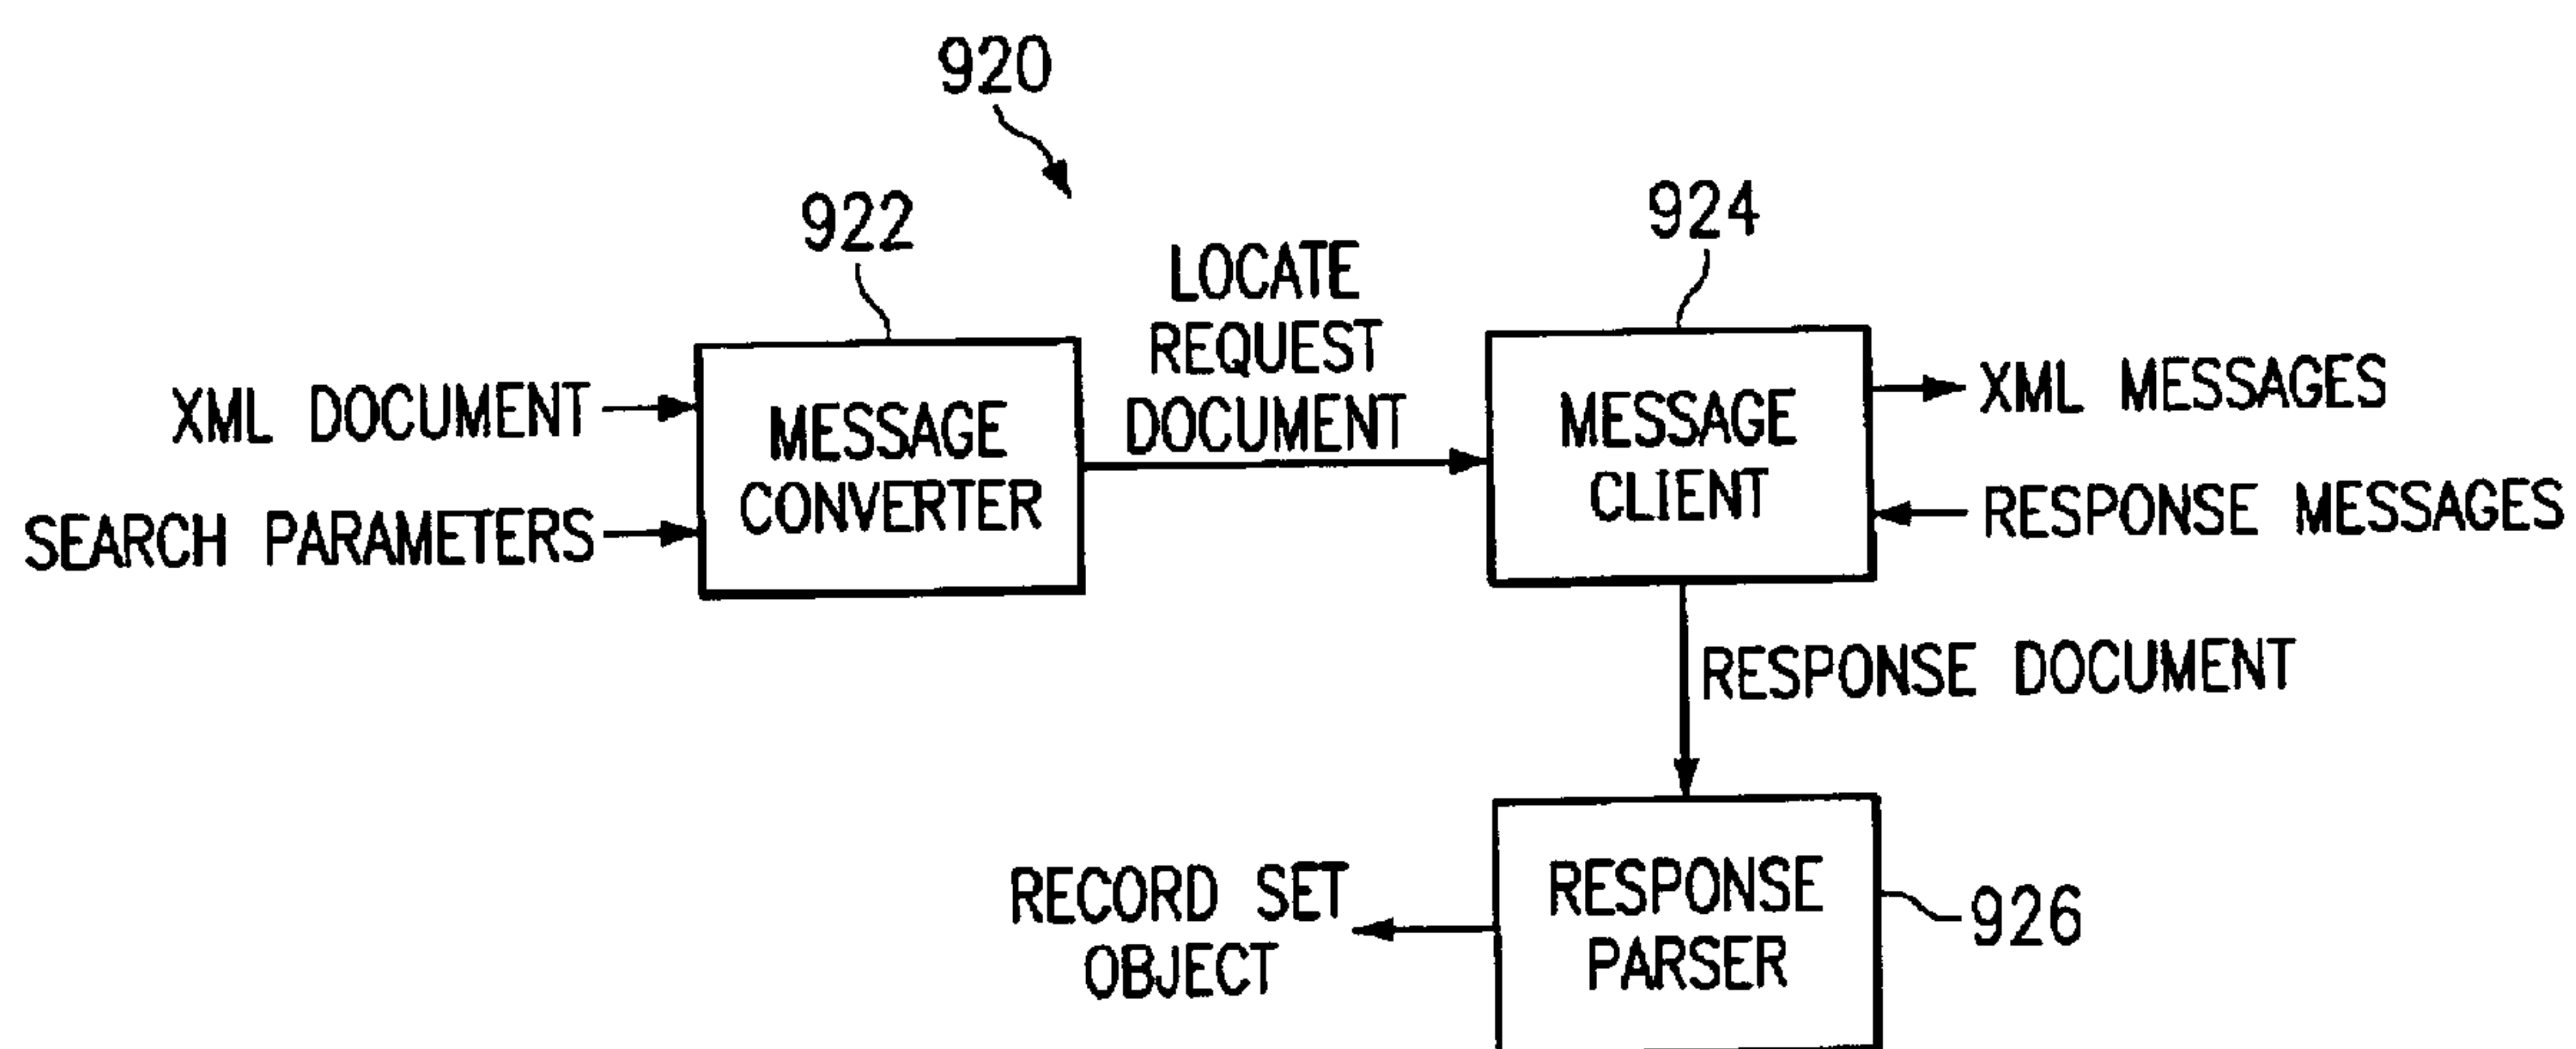 920
922
924
LOCATE
REQUEST
DOCUMENT
XML DOCUMENT
SEARCH PARAMETERS
MESSAGE
CONVERTER
MESSAGE
CLIENT
XML MESSAGES
RESPONSE MESSAGES
RESPONSE DOCUMENT
RECORD SET
OBJECT
RESPONSE
PARSER
926